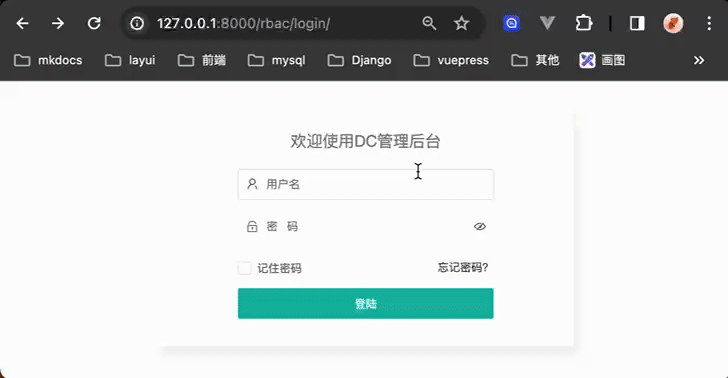 127.0.0.1:8000/rbac/login/
mkdocs layui 前端 mysql Django vuepress 其他 画图 »
欢迎使用DC管理后台
用户名
密 码
记住密码 忘记密码?
登陆